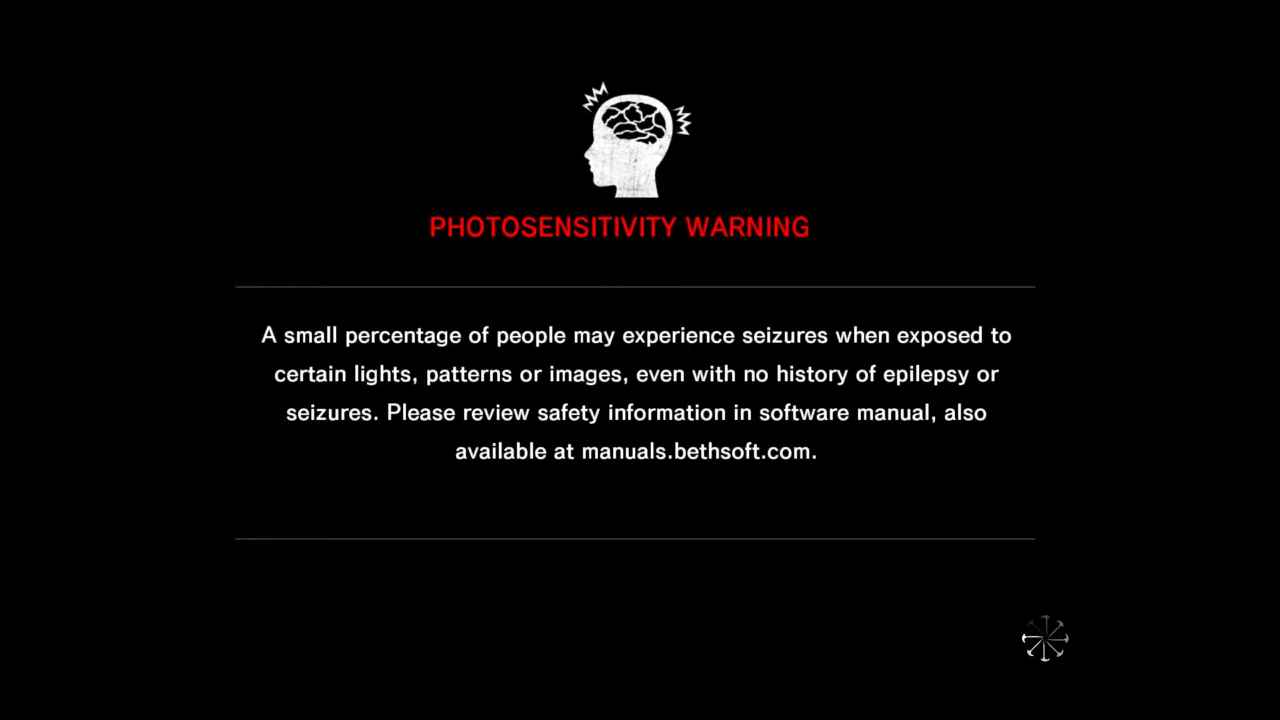 PHOTOSENSITIVITY WARNING
A small percentage of people may experience seizures when exposed to
certain lights, patterns or images, even with no history of epilepsy or
seizures. Please review safety information in software manual, also
available at manuals.bethsoft.com.